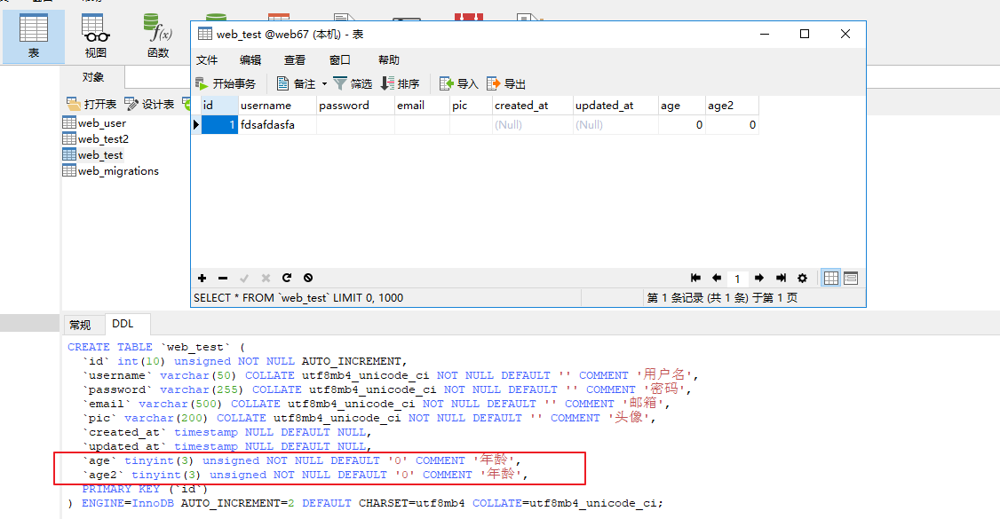 表
视图
f(x)
函数
对象
打开表
设计表
web_user
web_test2
web_test
web_migrations
web_test @web67 (本机) - 表
文件 编辑 查看 窗口 帮助
开始事务 备注 筛选 排序 导入 导出
id username password email pic created_at updated_at age age2
1 fdsafdasfa (Null) (Null) 0 0
1
SELECT * FROM `web_test` LIMIT 0, 1000
第 1 条记录 (共 1 条) 于第 1 页
常规 DDL
CREATE TABLE `web_test` (
`id` int(10) unsigned NOT NULL AUTO_INCREMENT,
`username` varchar(50) COLLATE utf8mb4_unicode_ci NOT NULL DEFAULT '' COMMENT '用户名',
`password` varchar(255) COLLATE utf8mb4_unicode_ci NOT NULL DEFAULT '' COMMENT '密码',
`email` varchar(500) COLLATE utf8mb4_unicode_ci NOT NULL DEFAULT '' COMMENT '邮箱',
`pic` varchar(200) COLLATE utf8mb4_unicode_ci NOT NULL DEFAULT '' COMMENT '头像',
`created_at` timestamp NULL DEFAULT NULL,
`updated_at` timestamp NULL DEFAULT NULL,
`age` tinyint(3) unsigned NOT NULL DEFAULT '0' COMMENT '年龄',
`age2` tinyint(3) unsigned NOT NULL DEFAULT '0' COMMENT '年龄',
PRIMARY KEY (`id`)
) ENGINE=InnoDB AUTO_INCREMENT=2 DEFAULT CHARSET=utf8mb4 COLLATE=utf8mb4_unicode_ci;